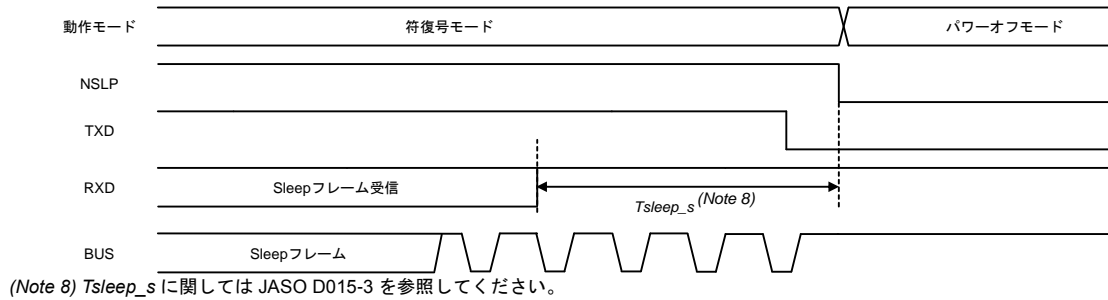 動作モード 符復号モード パワーオフモード
NSLP
TXD
RXD Sleepフレーム受信 Tsleep_s (Note 8)
BUS Sleepフレーム
(Note 8) Tsleep_s に関しては JASO D015-3 を参照してください。